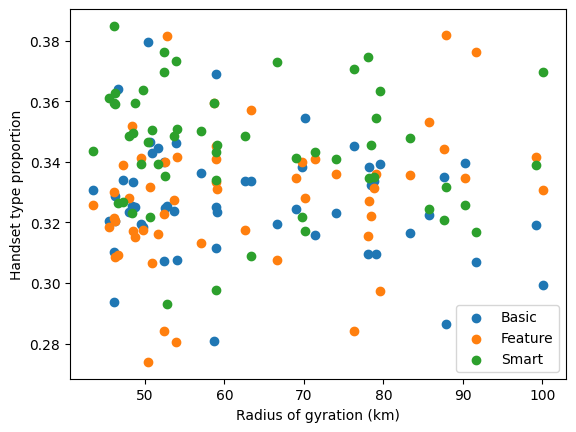 0.38
0.36
0.34
0.32
0.30
0.28
Handset type proportion
Basic
Feature
Smart
50
60
70
80
90
100
Radius of gyration (km)